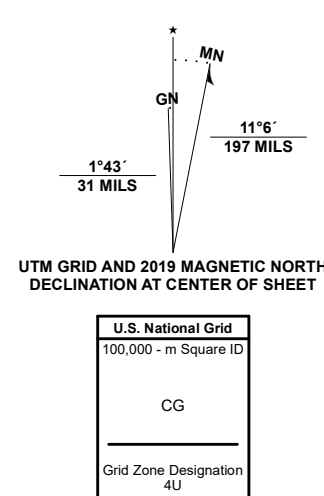 ★
MN
GN
11°6´
197 MILS
1°43´
31 MILS
UTM GRID AND 2019 MAGNETIC NORTH
DECLINATION AT CENTER OF SHEET
U.S. National Grid
100,000 - m Square ID
CG
Grid Zone Designation
4U